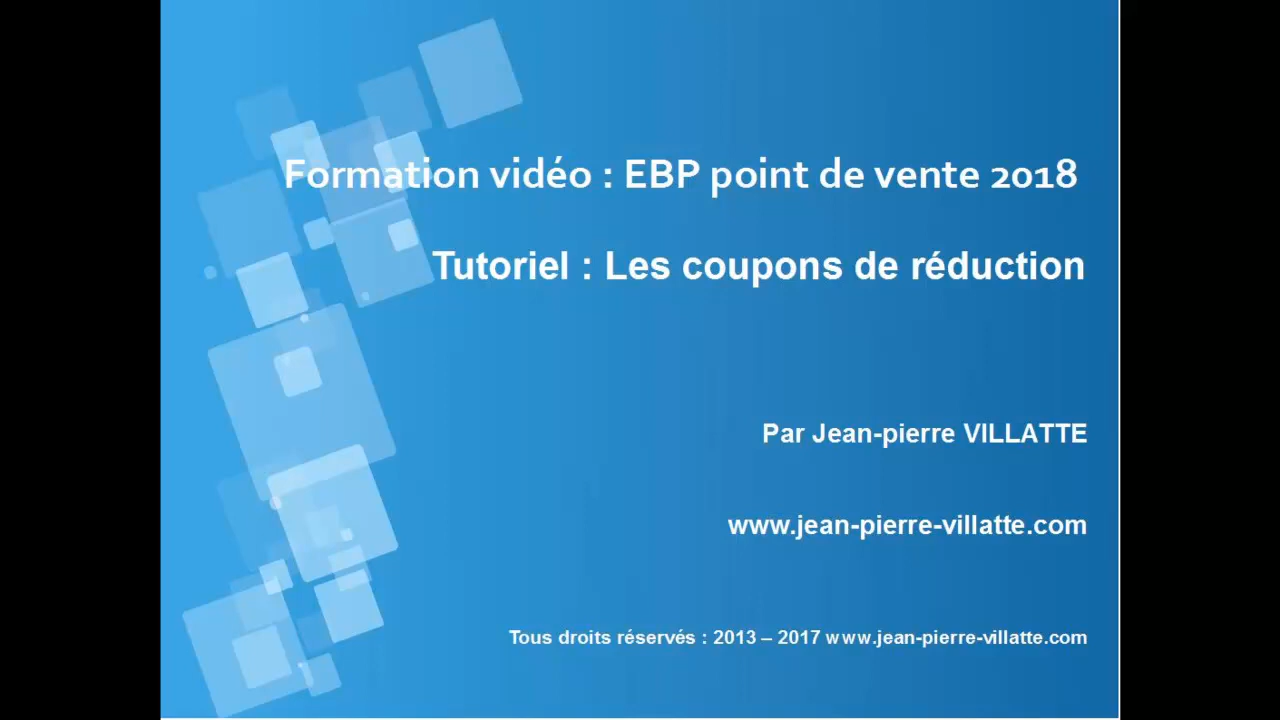 Formation vidéo : EBP point de vente 2018
Tutoriel : Les coupons de réduction
Par Jean-pierre VILLATTE
www.jean-pierre-villatte.com
Tous droits réservés : 2013 – 2017 www.jean-pierre-villatte.com